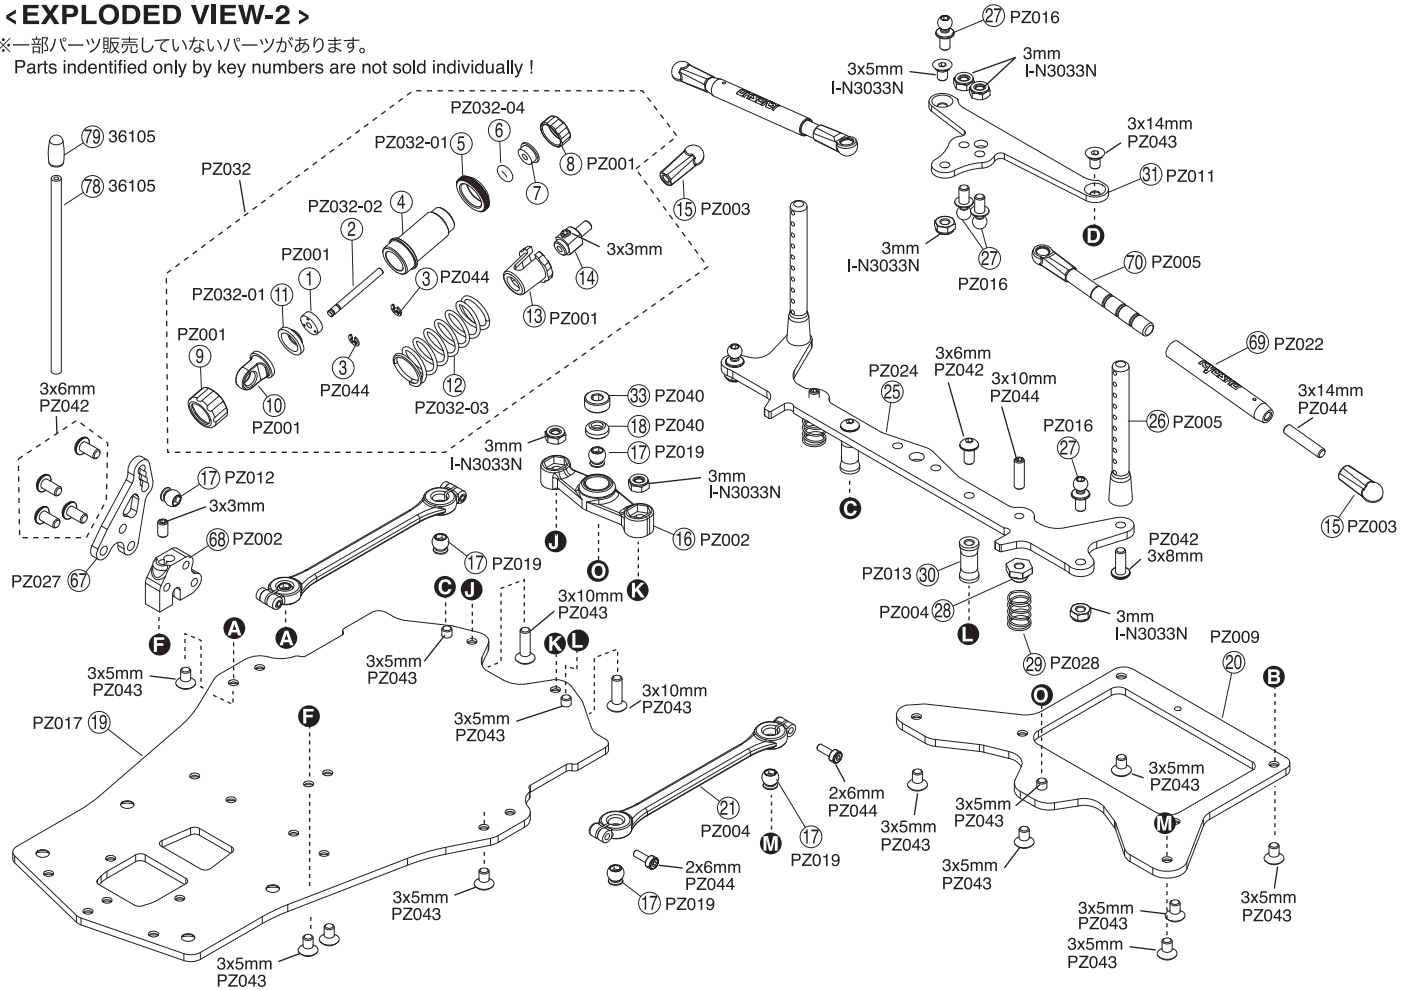 <EXPLODED VIEW-2 >
※一部パーツ販売していないパーツがあります。
Parts indentified only by key numbers are not sold individually !
79 36105
78 36105
PZ032
PZ032-04
6
PZ032-01 5
8 PZ001
7
PZ032-02
4
2
PZ001
1
3 PZ044
PZ032-01 11
PZ001
9
3
PZ044
10
PZ001
12
PZ032-03
13 PZ001
14
3x3mm
15 PZ003
KYOSHO
27 PZ016
3x5mm
I-N3033N
3mm
I-N3033N
3x14mm
PZ043
31 PZ011
D
3mm
I-N3033N
27
PZ016
70 PZ005
69 PZ022
KYOSHO
3x14mm
PZ044
15 PZ003
26 PZ005
PZ024
25
3x6mm
PZ042
3x10mm
PZ044
PZ016
27
C
PZ042
3x8mm
PZ013 30
PZ004 28
L
29 PZ028
3mm
I-N3033N
3x6mm
PZ042
17 PZ012
3x3mm
68 PZ002
PZ027 67
F
33 PZ040
18 PZ040
17 PZ019
3mm
I-N3033N
3mm
I-N3033N
16 PZ002
J
O
K
17 PZ019
A
A
C
J
3x10mm
PZ043
3x5mm
PZ043
3x5mm
PZ043
K
L
3x10mm
PZ043
3x5mm
PZ043
PZ017 19
F
3x5mm
PZ043
3x5mm
PZ043
21
PZ004
2x6mm
PZ044
17 PZ019
2x6mm
PZ044
17
PZ019
M
PZ009
20
B
O
3x5mm
PZ043
3x5mm
PZ043
3x5mm
PZ043
3x5mm
PZ043
M
3x5mm
PZ043
3x5mm
PZ043
3x5mm
PZ043